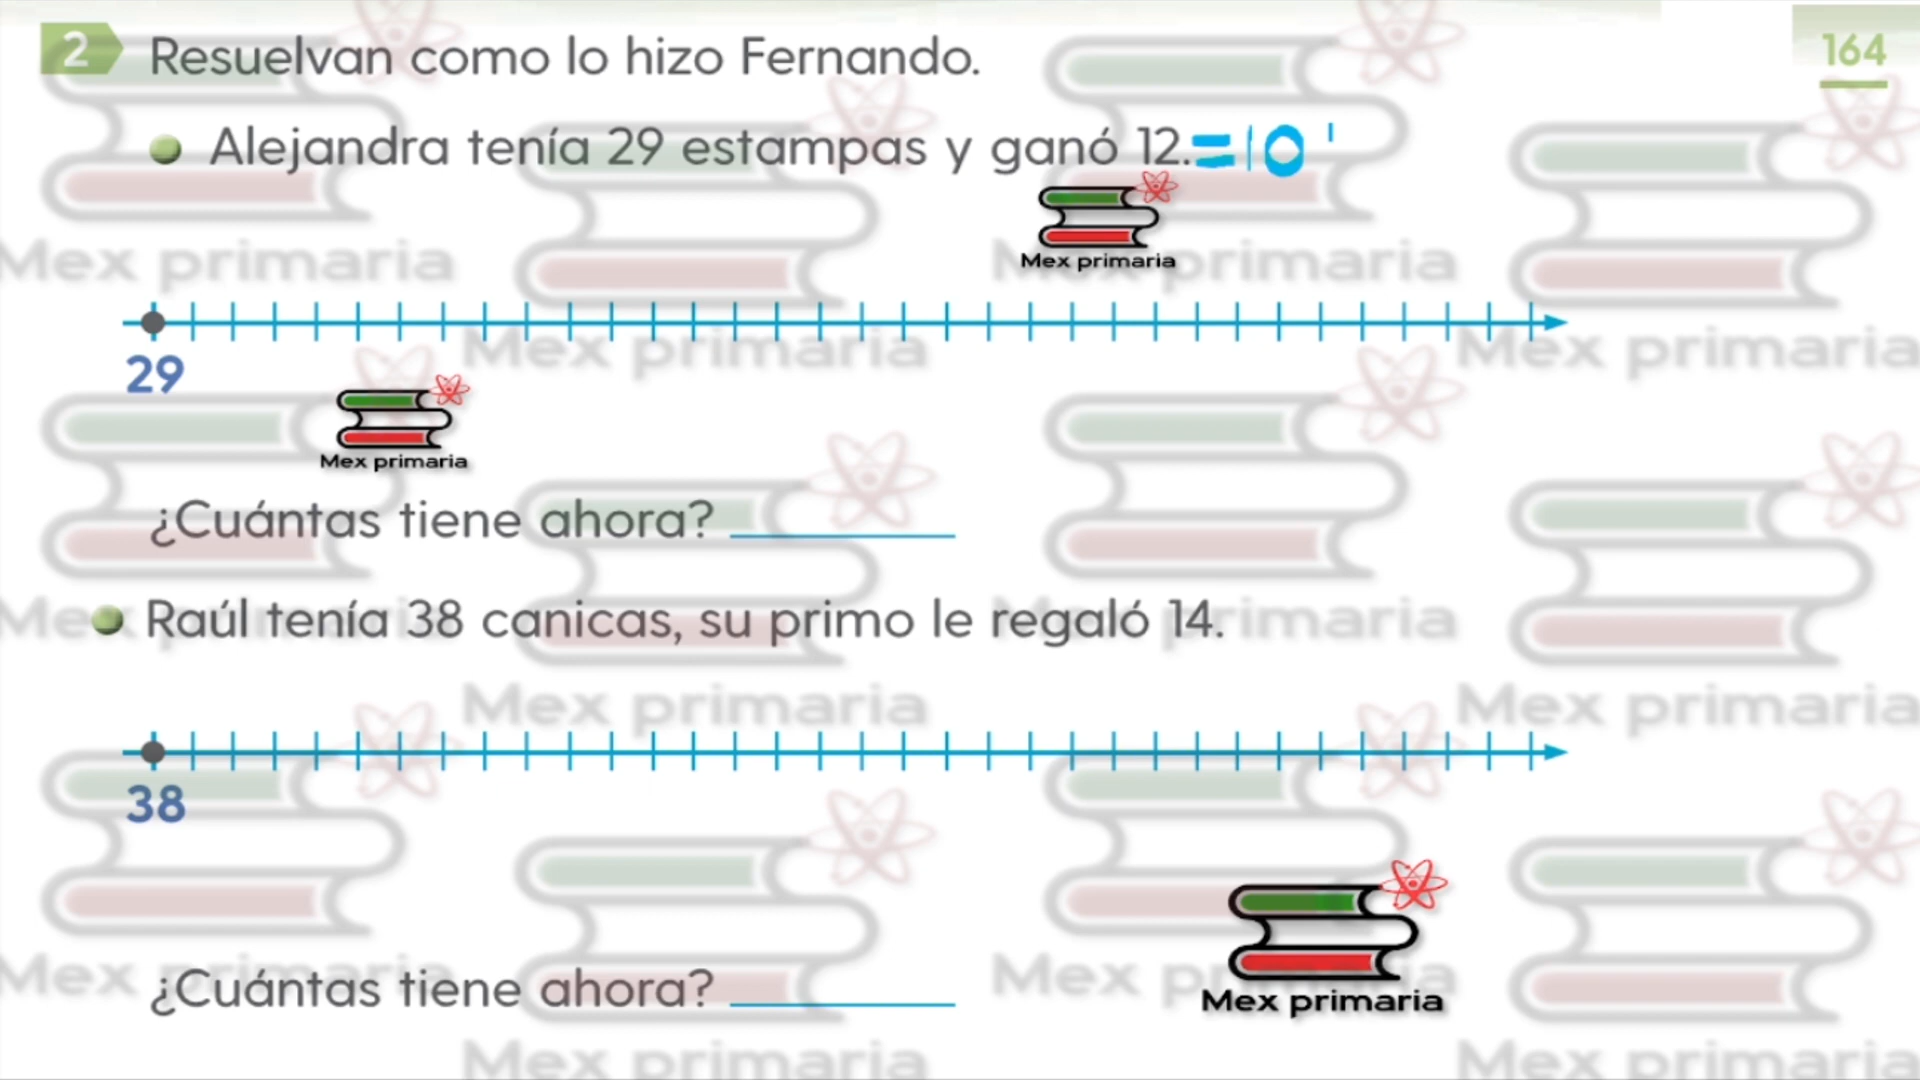 2 Resuelvan como lo hizo Fernando.
164
Alejandra tenía 29 estampas y ganó 12.=10'
Mex primaria
29
Mex primaria
¿Cuántas tiene ahora?
Raúl tenía 38 canicas, su primo le regaló 14.
38
¿Cuántas tiene ahora?
Mex primaria